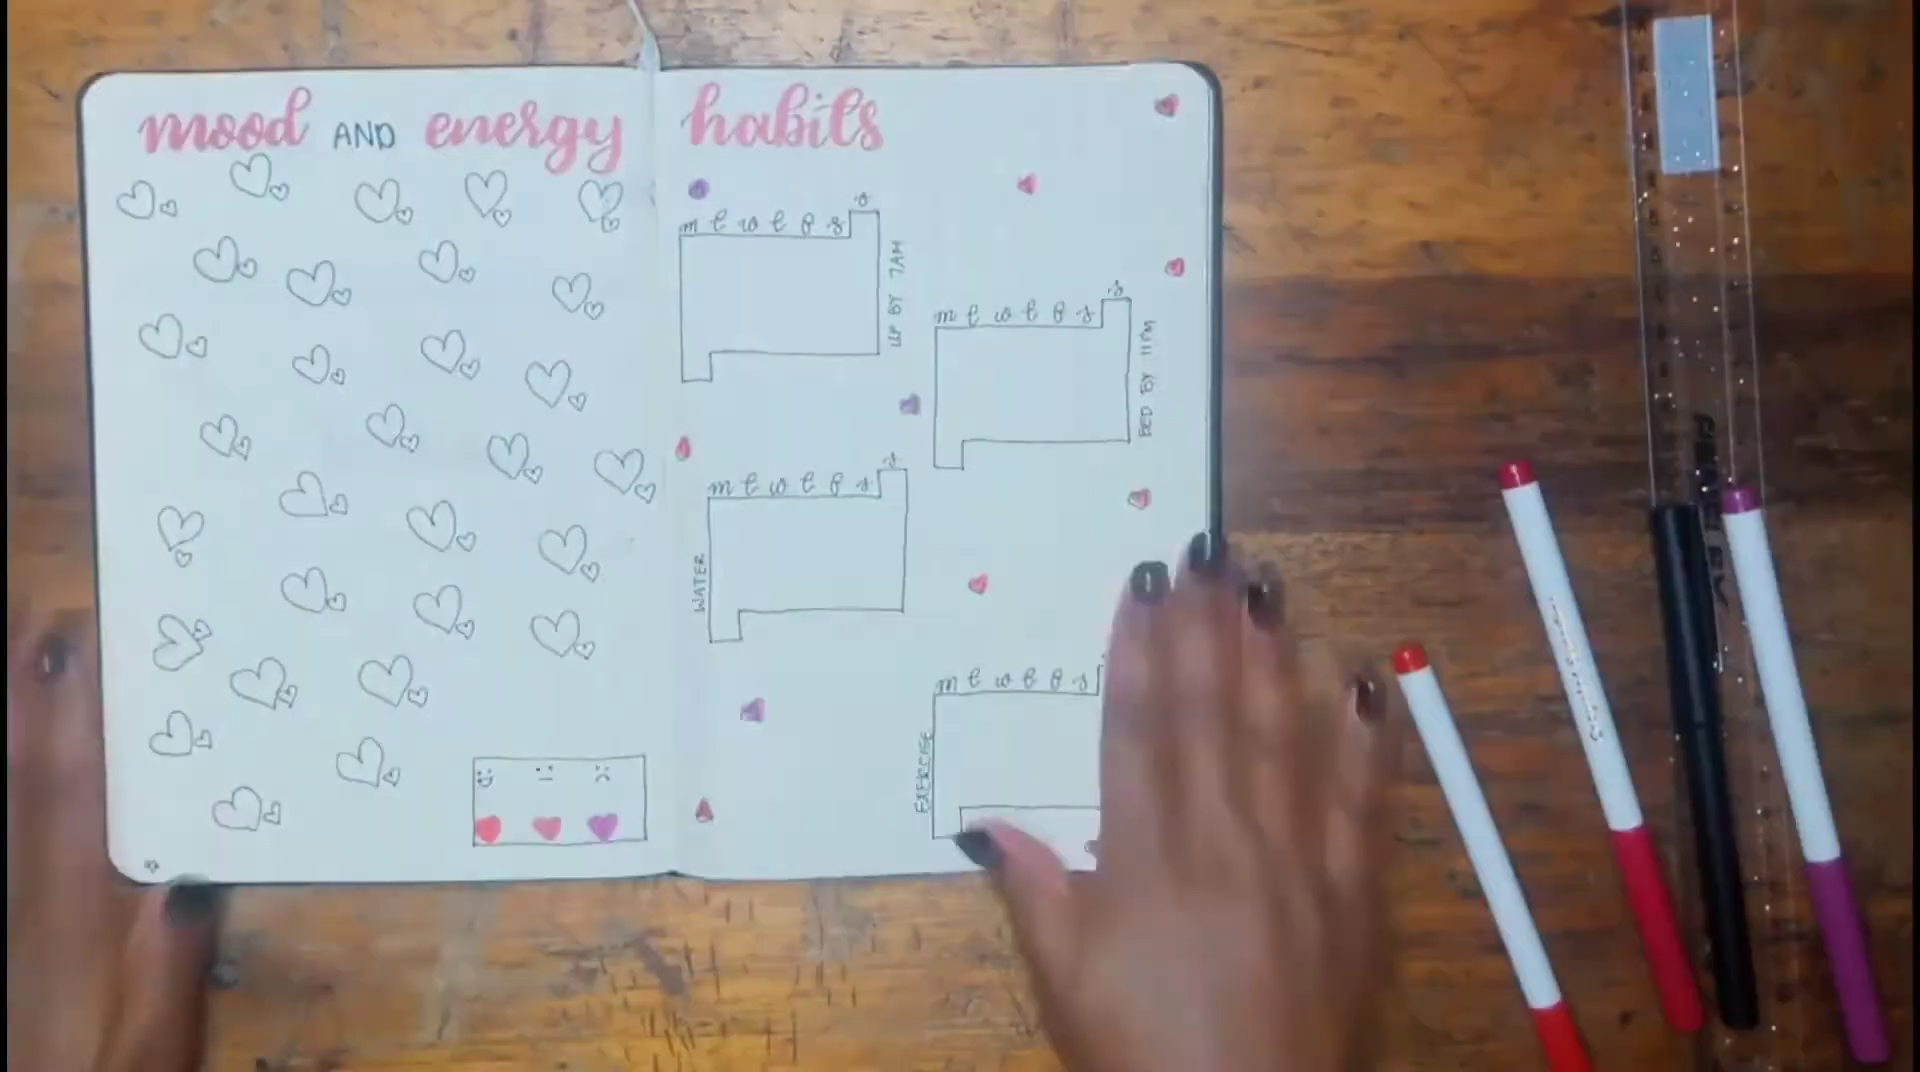 mood AND energy
habits
m t w t f s s
UP BY 7AM
m t w t f s s
BED BY 11PM
m t w t f s s
WATER
m t w t f s
EXERCISE